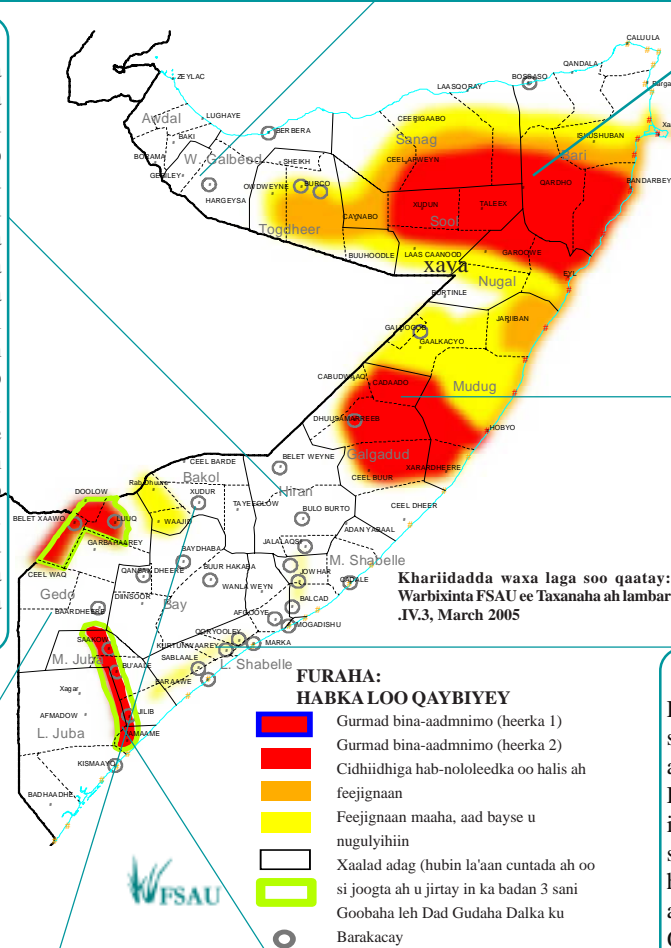 CALUULA
QANDALA
BOSSASO
ZEYLAC
LAASQORAY
LUGHAYE
CEERIGAABO
Awdal
BERBERA
Sanag
ISKUSHUBAN
BAKI
Bari
BORAMA
W. Galbeed
SHEIKH
CEELAFWEYN
GEBILEY
BURCO
QARDHO
BANDARBEY
OWDWEYNE
HARGEYSA
XUDUN
TALEEX
CAYNABO
Sool
Togdheer
BUUHOODLE
LAAS CAANOOD
GAROOWE
xaya
Nugal
EYL
BURTINLE
JARIIBAN
GALDOGOB
GAALKACYO
CABUDWAAQ
CADAADO
Mudug
DHUUSAMARREEB
HOBYO
BELET WEYNE
Galgadud
CEEL BARDE
XARARDHEERE
Bakol
CEEL BUUR
Rab Dhuure
DOOLOW
XUDUR
Hiran
TAYEEGLOW
CEEL DHEER
BELET XAAWO
LUUQ
WAAJID
BULO BURTO
ADAN YABAAL
GARBAHAAREY
JALALAQSI
BAYDHABA
M. Shabelle
CEEL WAQ
QANSAX DHEERE
BUUR HAKABA
JOWHAR
CADALE
Gedo
DINSOOR
Bay
WANLA WEYN
BALCAD
BAARDHEERE
AFGOOYE
MOGADISHU
QORYOOLEY
SAAKOW
KURTUNWAAREY
MARKA
M. Juba
BU'AALE
SABLAALE
L. Shabelle
BARAAWE
Xagar
AFMADOW
JILIB
L. Juba
JAMAAME
KISMAAYO
BADHAADHE
Khariidadda waxa laga soo qaatay:
Warbixinta FSAU ee Taxanaha ah lambar
.IV.3, March 2005
FURAHA:
HABKA LOO QAYBIYEY
Gurmad bina-aadmnimo (heerka 1)
Gurmad bina-aadmnimo (heerka 2)
Cidhiidhiga hab-nololeedka oo halis ah
feejignaan
Feejignaan maaha, aad bayse u
nugulyihiin
Xaalad adag (hubin la'aan cuntada ah oo
si joogta ah u jirtay in ka badan 3 sani
Goobaha leh Dad Gudaha Dalka ku
Barakacay
FSAU